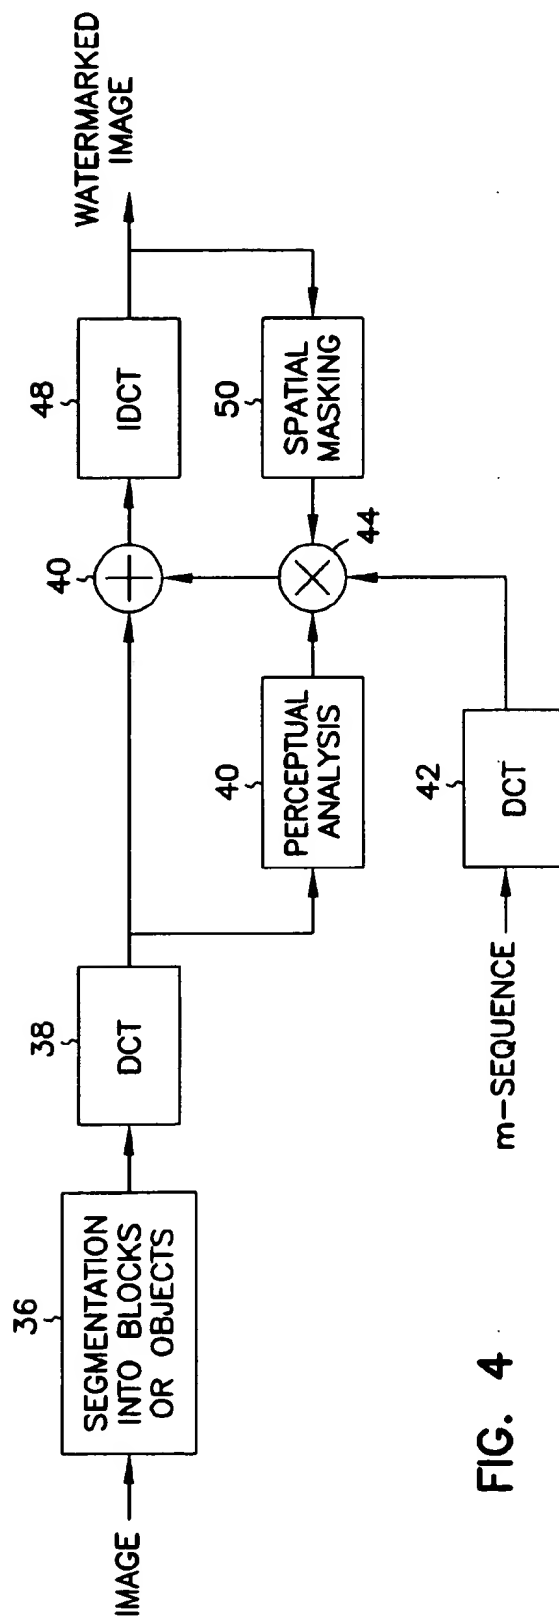 IMAGE
36
SEGMENTATION
INTO BLOCKS
OR OBJECTS
38
DCT
40
PERCEPTUAL
ANALYSIS
m-SEQUENCE
42
DCT
40
+
44
×
48
IDCT
50
SPATIAL
MASKING
WATERMARKED
IMAGE
FIG. 4